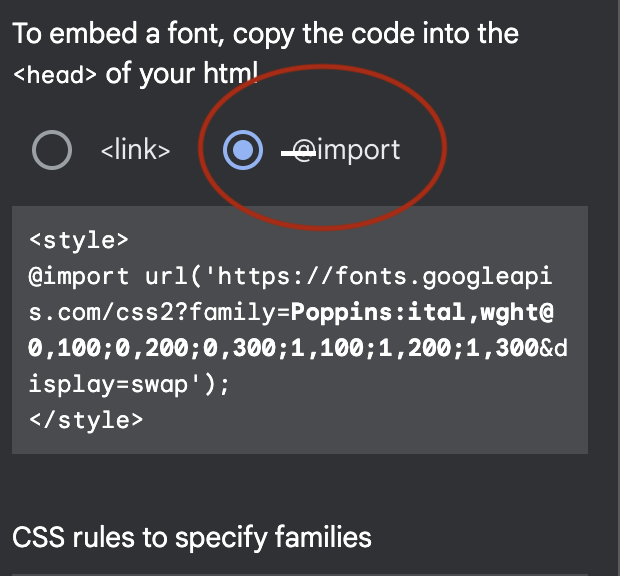 To embed a font, copy the code into the
<head> of your html
<link> @import
<style>
@import url('https://fonts.googleapi
s.com/css2?family=Poppins:ital,wght@
0,100;0,200;0,300;1,100;1,200;1,300&d
isplay=swap');
</style>
CSS rules to specify families